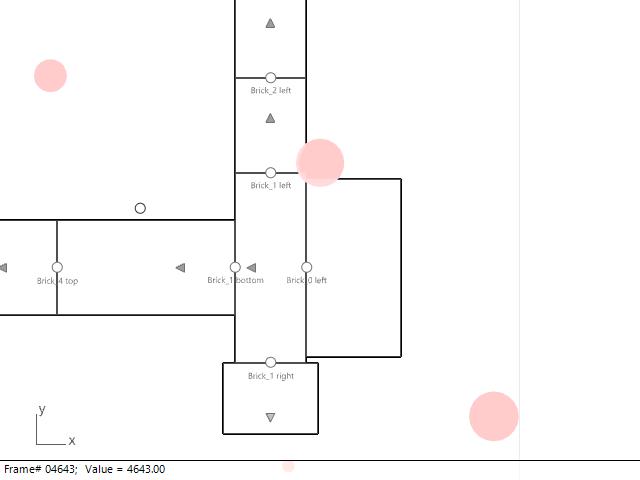 Brick_2 left
Brick_1 left
Brick_4 top
Brick_1 bottom
Brick_0 left
Brick_1 right
y
x
Frame# 04643; Value = 4643.00